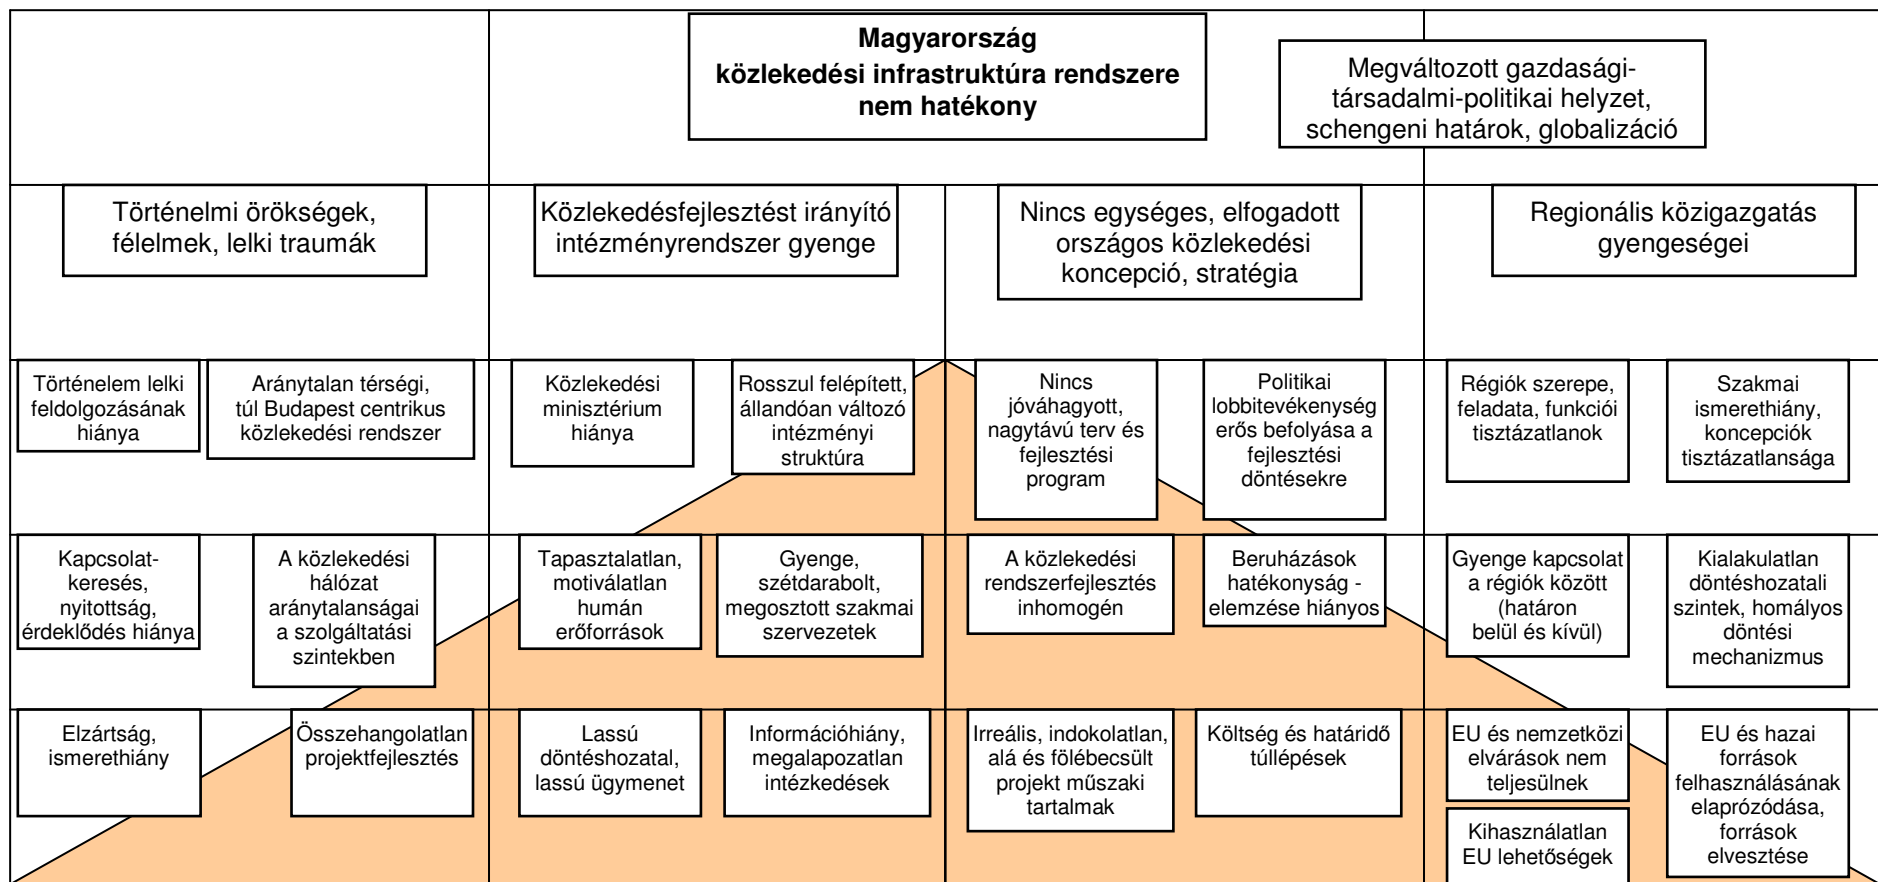 Magyarország
közlekedési infrastruktúra rendszere
nem hatékony
Megváltozott gazdasági-
társadalmi-politikai helyzet,
schengeni határok, globalizáció
Történelmi örökségek,
félelmek, lelki traumák
Közlekedésfejlesztést irányító
intézményrendszer gyenge
Nincs egységes, elfogadott
országos közlekedési
koncepció, stratégia
Regionális közigazgatás
gyengeségei
Történelem lelki
feldolgozásának
hiánya
Aránytalan térségi,
túl Budapest centrikus
közlekedési rendszer
Közlekedési
minisztérium
hiánya
Rosszul felépített,
állandóan változó
intézményi
struktúra
Nincs
jóváhagyott,
nagytávú terv és
fejlesztési
program
Politikai
lobbitevékenység
erős befolyása a
fejlesztési
döntésekre
Régiók szerepe,
feladata, funkciói
tisztázatlanok
Szakmai
ismerethiány,
koncepciók
tisztázatlansága
Kapcsolat-
keresés,
nyitottság,
érdeklődés hiánya
A közlekedési
hálózat
aránytalanságai
a szolgáltatási
szintekben
Tapasztalatlan,
motiválatlan
humán
erőforrások
Gyenge,
szétdarabolt,
megosztott szakmai
szervezetek
A közlekedési
rendszerfejlesztés
inhomogén
Beruházások
hatékonyság -
elemzése hiányos
Gyenge kapcsolat
a régiók között
(határon
belül és kívül)
Kialakulatlan
döntéshozatali
szintek, homályos
döntési
mechanizmus
Elzártság,
ismerethiány
Összehangolatlan
projektfejlesztés
Lassú
döntéshozatal,
lassú ügymenet
Információhiány,
megalapozatlan
intézkedések
Irreális, indokolatlan,
alá és fölébecsült
projekt műszaki
tartalmak
Költség és határidő
túllépések
EU és nemzetközi
elvárások nem
teljesülnek
Kihasználatlan
EU lehetőségek
EU és hazai
források
felhasználásának
elaprózódása,
források
elvesztése